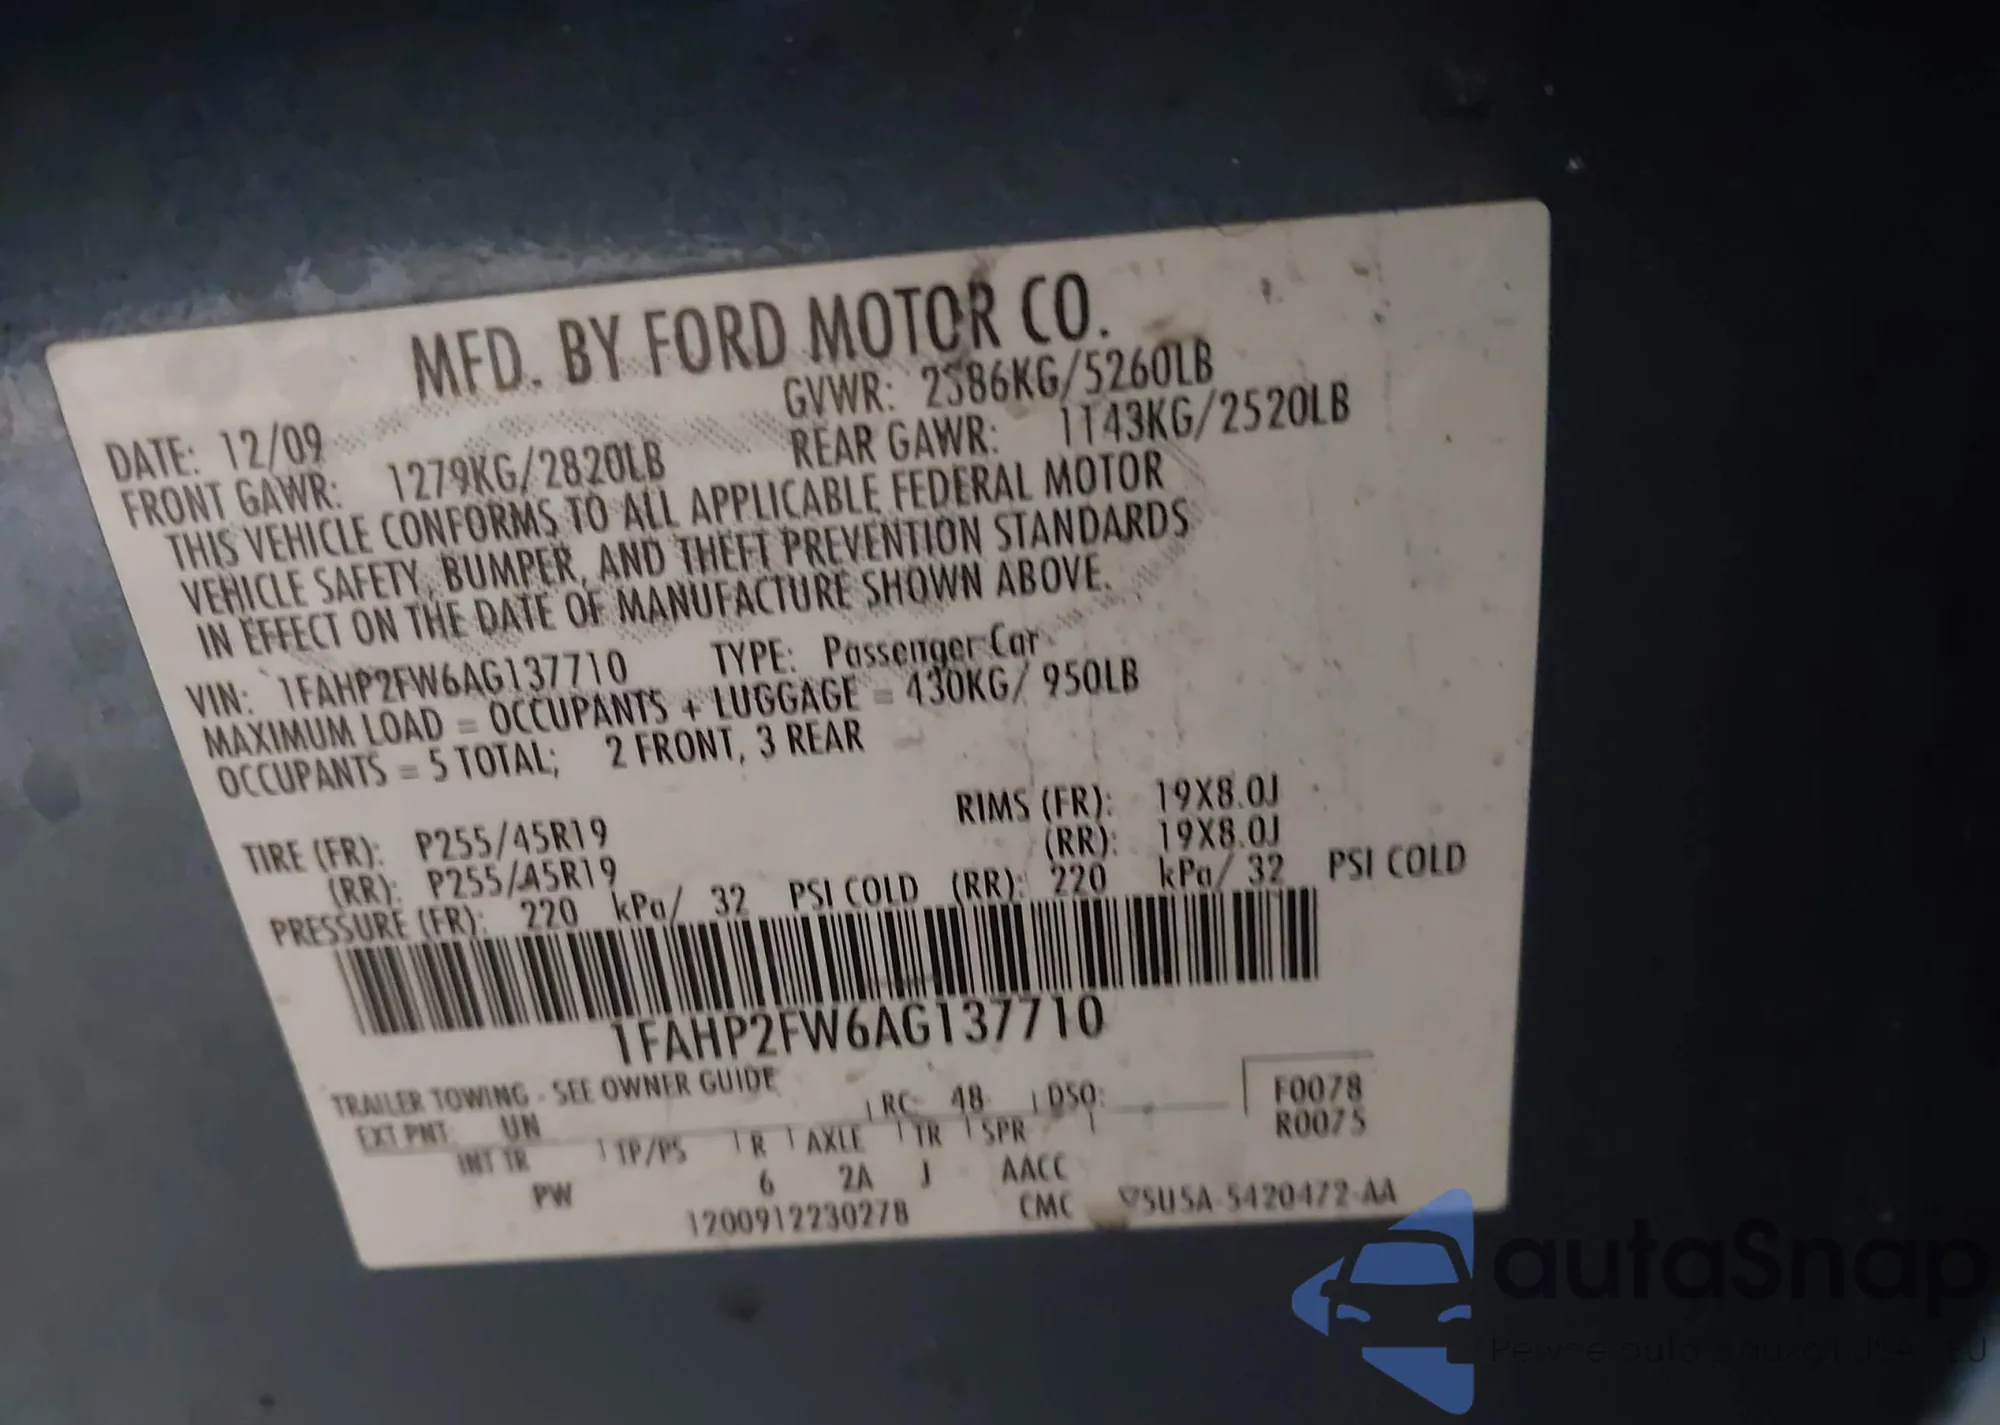 MFD. BY FORD MOTOR CO.
DATE: 12/09 GVWR: 2386KG/5260LB
FRONT GAWR: 1279KG/2820LB REAR GAWR: 1143KG/2520LB
THIS VEHICLE CONFORMS TO ALL APPLICABLE FEDERAL MOTOR
VEHICLE SAFETY, BUMPER, AND THEFT PREVENTION STANDARDS
IN EFFECT ON THE DATE OF MANUFACTURE SHOWN ABOVE.
VIN: 1FAHP2FW6AG137710 TYPE: Passenger Car
MAXIMUM LOAD = OCCUPANTS + LUGGAGE = 430KG/ 950LB
OCCUPANTS = 5 TOTAL; 2 FRONT, 3 REAR
TIRE (FR): P255/45R19 RIMS (FR): 19X8.0J
(RR): P255/45R19 (RR): 19X8.0J
PRESSURE (FR): 220 kPa/ 32 PSI COLD (RR): 220 kPa/ 32 PSI COLD
1FAHP2FW6AG137710
TRAILER TOWING - SEE OWNER GUIDE
EXT PNT: UN RC: 48 DSO: F0078
R0075
INT TR TP/PS R AXLE TR SPR
PW 6 2A J AACC
1200912230278 CMC 5U5A-5420472-AA
autaSnap